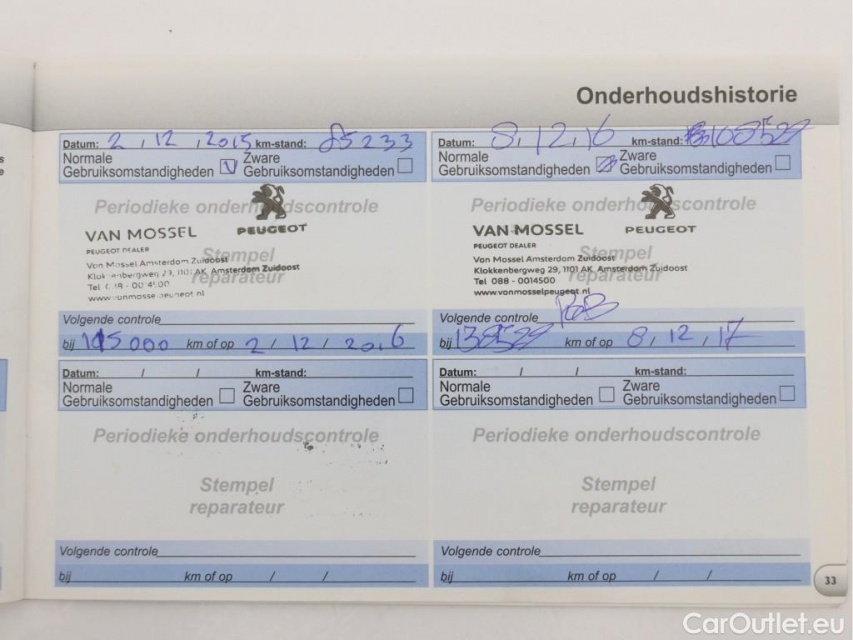 Onderhoudshistorie
Datum: 2, 12, 2015 km-stand: 85233
Normale
Gebruiksomstandigheden V Zware
Gebruiksomstandigheden
Periodieke onderhoudscontrole
VAN MOSSEL
PEUGEOT
PEUGEOT DEALER
Stempel
Van Mossel Amsterdam Zuidoost
Amsterdam Zuidoost
reparateur
Volgende controle
bij 115000 km of op 2 / 12 / 2016
Datum: 8, 12, 16 km-stand:
Normale
Gebruiksomstandigheden Zware
Gebruiksomstandigheden
Periodieke onderhoudscontrole
VAN MOSSEL
PEUGEOT
PEUGEOT DEALER
Stempel
Van Mossel Amsterdam Zuidoost
Klokkenbergweg 29, 1101 AK Amsterdam Zuidoost
reparateur
Tel 088 - 0014500
www.vanmosselpeugeot.nl
Volgende controle
bij 138522 km of op 8, 12, 17
Datum: / / km-stand:
Normale
Gebruiksomstandigheden Zware
Gebruiksomstandigheden
Periodieke onderhoudscontrole
Stempel
reparateur
Volgende controle
bij km of op / /
Datum: / / km-stand:
Normale
Gebruiksomstandigheden Zware
Gebruiksomstandigheden
Periodieke onderhoudscontrole
Stempel
reparateur
Volgende controle
bij km of op / /
33
CarOutlet.eu